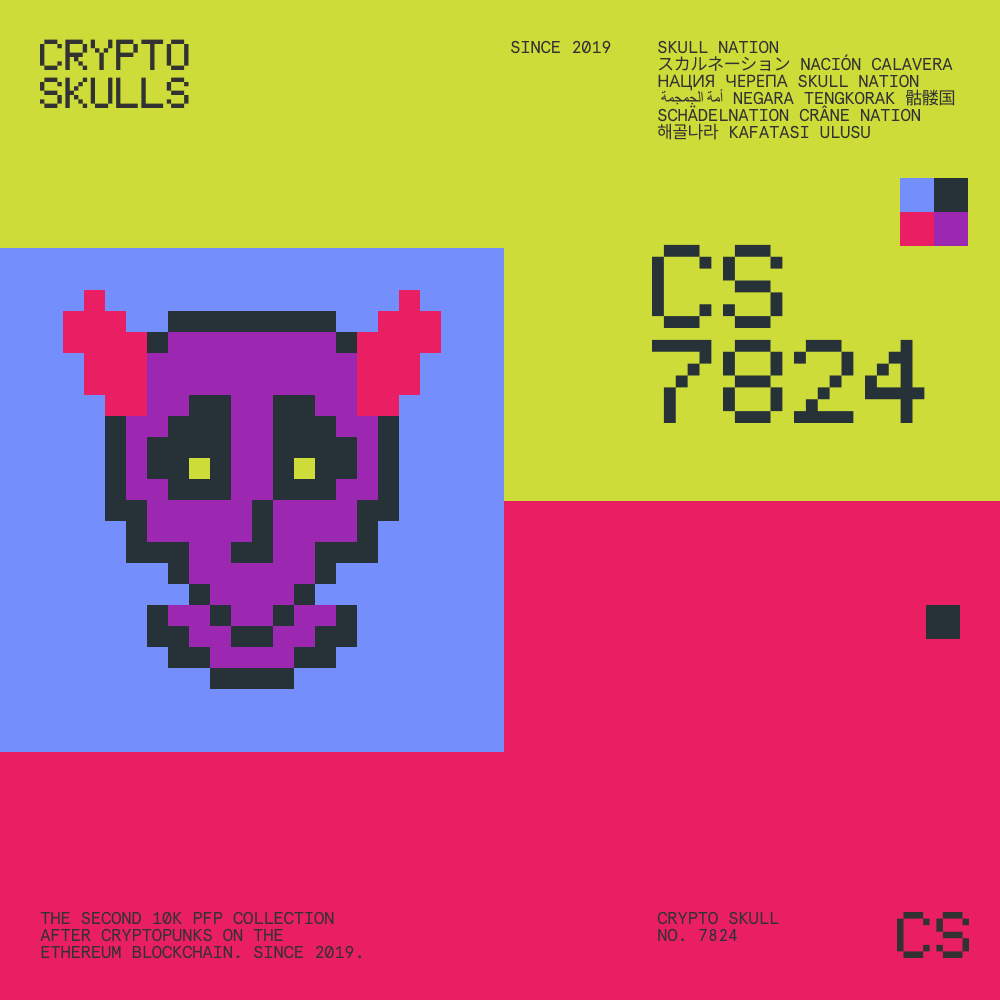 CRYPTO
SKULLS
SINCE 2019
SKULL NATION
スカルネーション NACIÓN CALAVERA
НАЦИЯ ЧЕРЕПА SKULL NATION
أمة الجمجمة NEGARA TENGKORAK 骷髅国
SCHÄDELNATION CRÂNE NATION
해골나라 KAFATASI ULUSU
CS
7824
THE SECOND 10K PFP COLLECTION
AFTER CRYPTOPUNKS ON THE
ETHEREUM BLOCKCHAIN. SINCE 2019.
CRYPTO SKULL
NO. 7824
CS